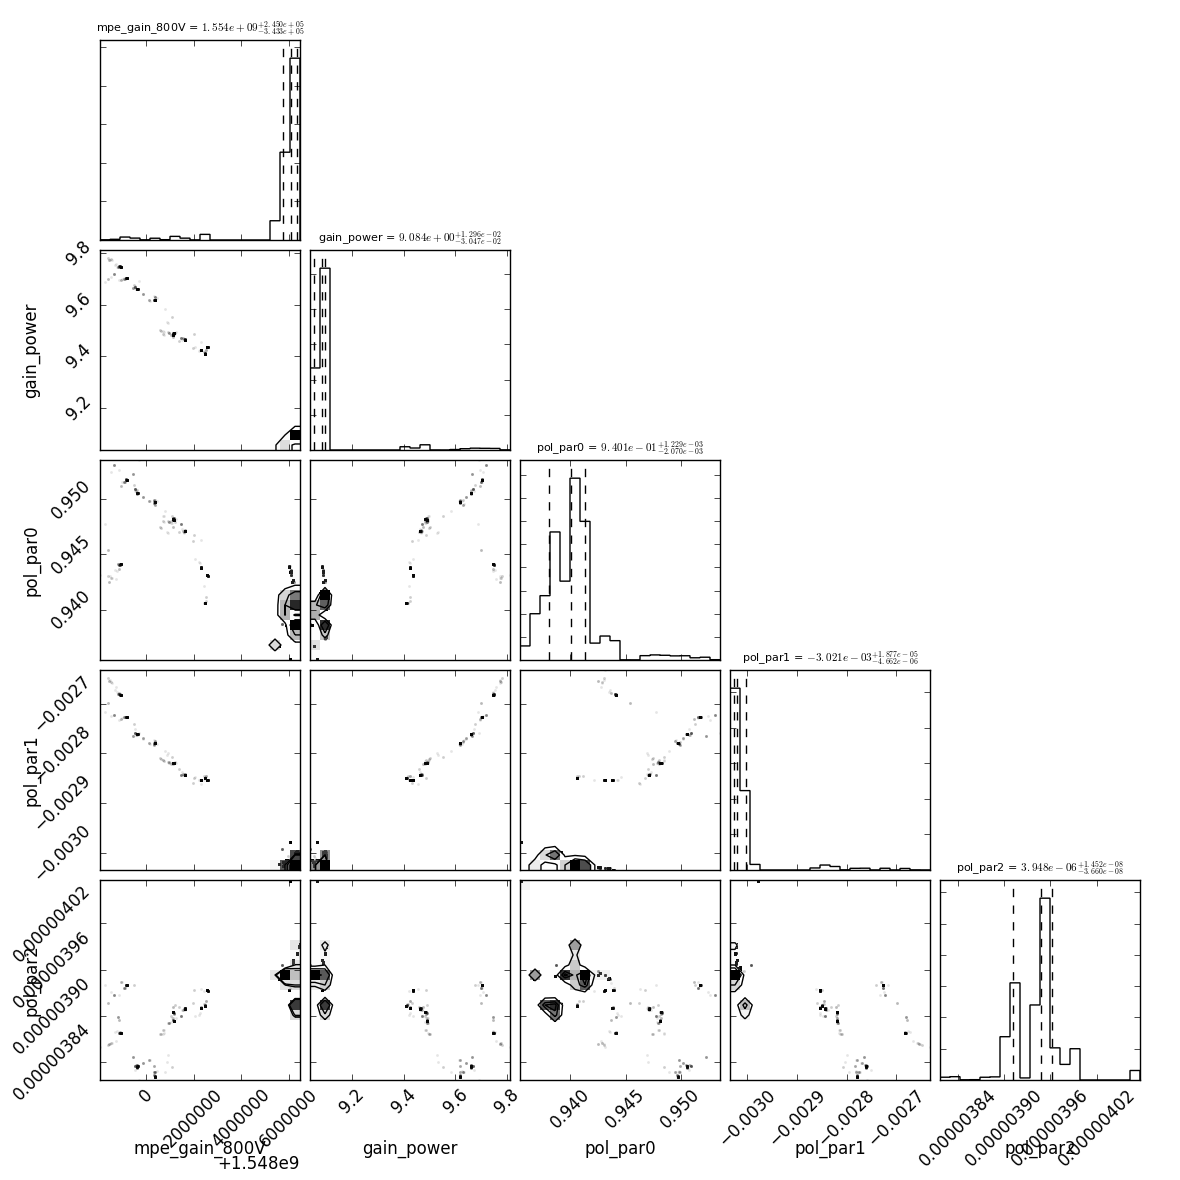 mpe_gain_800V = 1.554e + 09 +2.450e+05 −3.433e+05
9.8
9.6
9.4
9.2
gain_power
gain_power = 9.084e + 00 +1.296e−02 −3.047e−02
0.950
0.945
0.940
pol_par0
pol_par0 = 9.401e − 01 +1.229e−03 −2.070e−03
−0.0027
−0.0028
−0.0029
−0.0030
pol_par1
pol_par1 = −3.021e − 03 +1.877e−05 −4.662e−06
0.00000402
0.00000396
0.00000390
0.00000384
pol_par2
pol_par2 = 3.948e − 06 +1.452e−08 −3.660e−08
0 2000000 4000000 6000000
mpe_gain_800V
+1.548e9
9.2 9.4 9.6 9.8
gain_power
0.940 0.945 0.950
pol_par0
−0.0030 −0.0029 −0.0028 −0.0027
pol_par1
0.00000384 0.00000390 0.00000396 0.00000402
pol_par2